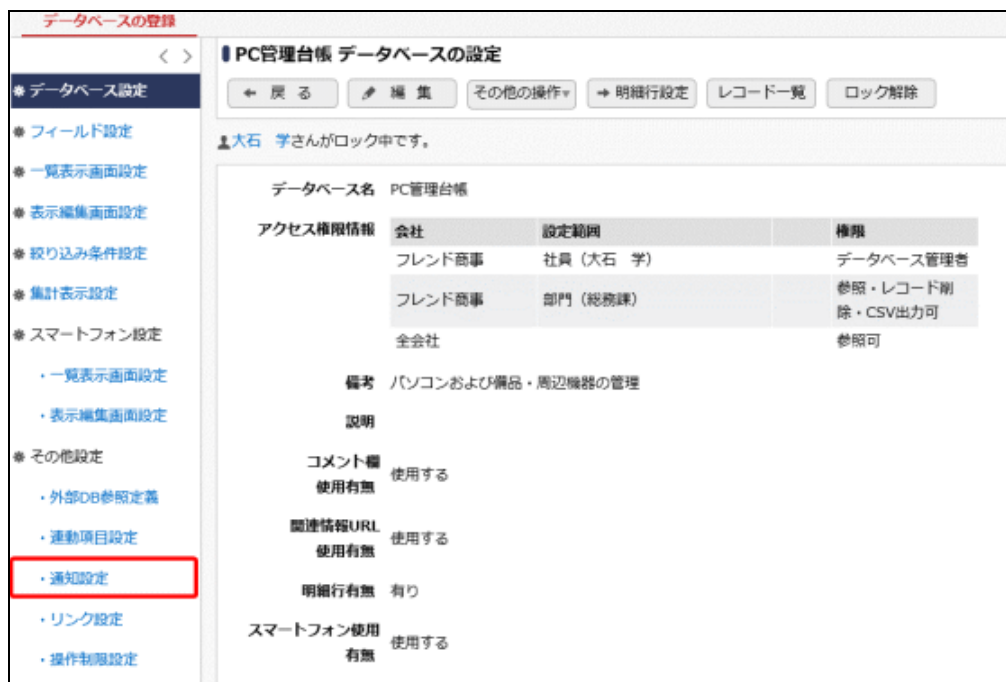 データベースの登録
< >
データベース設定
フィールド設定
一覧表示画面設定
表示編集画面設定
絞り込み条件設定
集計表示設定
スマートフォン設定
・一覧表示画面設定
・表示編集画面設定
その他設定
・外部DB参照定義
・連動項目設定
・通知設定
・リンク設定
・操作制限設定
PC管理台帳 データベースの設定
← 戻 る 編 集 その他の操作▾ → 明細行設定 レコード一覧 ロック解除
大石 学さんがロック中です。
データベース名 PC管理台帳
アクセス権限情報 会社 設定範囲 権限
フレンド商事 社員（大石 学） データベース管理者
フレンド商事 部門（総務課） 参照・レコード削
除・CSV出力可
全会社 参照可
備考 パソコンおよび備品・周辺機器の管理
説明
コメント欄
使用有無 使用する
関連情報URL
使用有無 使用する
明細行有無 有り
スマートフォン使用
有無 使用する